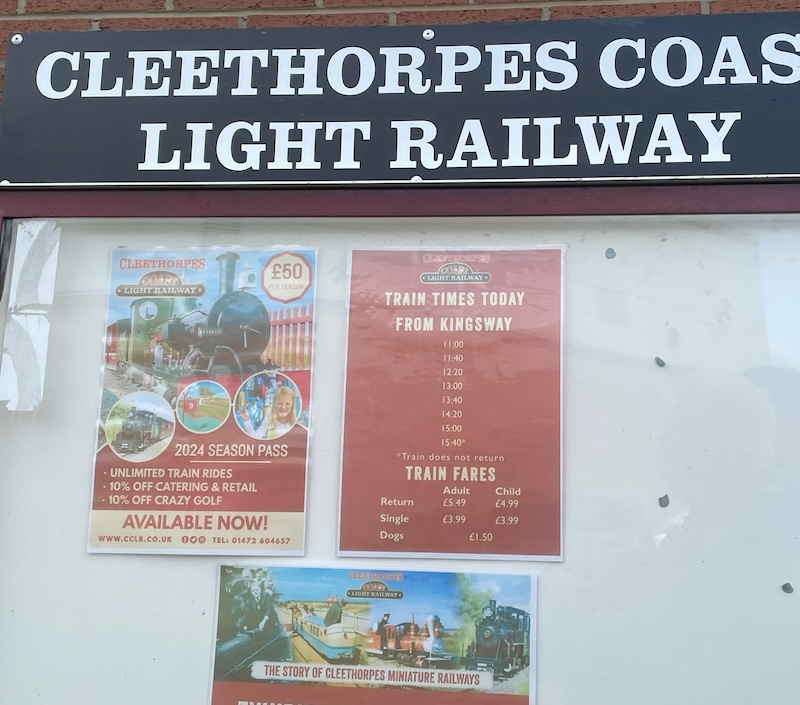 CLEETHORPES COAS
LIGHT RAILWAY
CLEETHORPES
COAST
LIGHT RAILWAY
£50
PER PERSON
9
2024 SEASON PASS
· UNLIMITED TRAIN RIDES
· 10% OFF CATERING & RETAIL
· 10% OFF CRAZY GOLF
AVAILABLE NOW!
WWW.CCLR.CO.UK TEL: 01472 604657
CLEETHORPES
COAST
LIGHT RAILWAY
TRAIN TIMES TODAY
FROM KINGSWAY
11:00
11:40
12:20
13:00
13:40
14:20
15:00
15:40*
*Train does not return
TRAIN FARES
Adult Child
Return £5.49 £4.99
Single £3.99 £3.99
Dogs £1.50
CLEETHORPES
COAST
LIGHT RAILWAY
THE STORY OF CLEETHORPES MINIATURE RAILWAYS